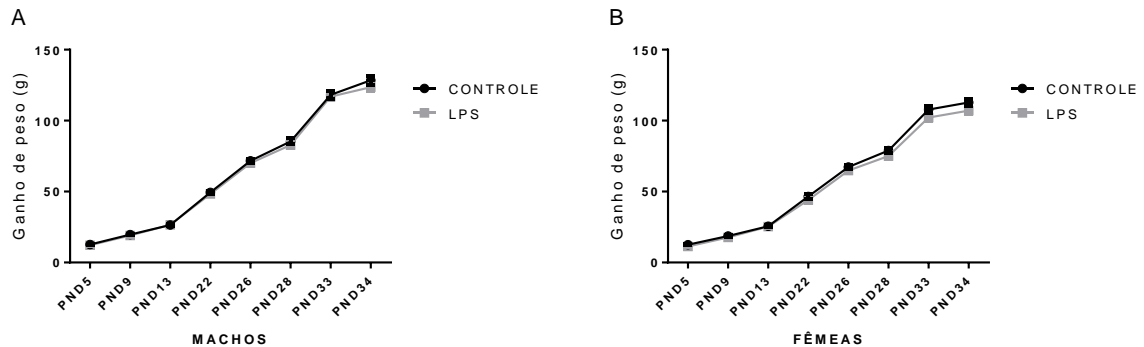 A
Ganho de peso (g)
150
100
50
0
PND5
PND9
PND13
PND22
PND26
PND28
PND33
PND34
MACHOS
CONTROLE
LPS
B
Ganho de peso (g)
150
100
50
0
PND5
PND9
PND13
PND22
PND26
PND28
PND33
PND34
FÊMEAS
CONTROLE
LPS